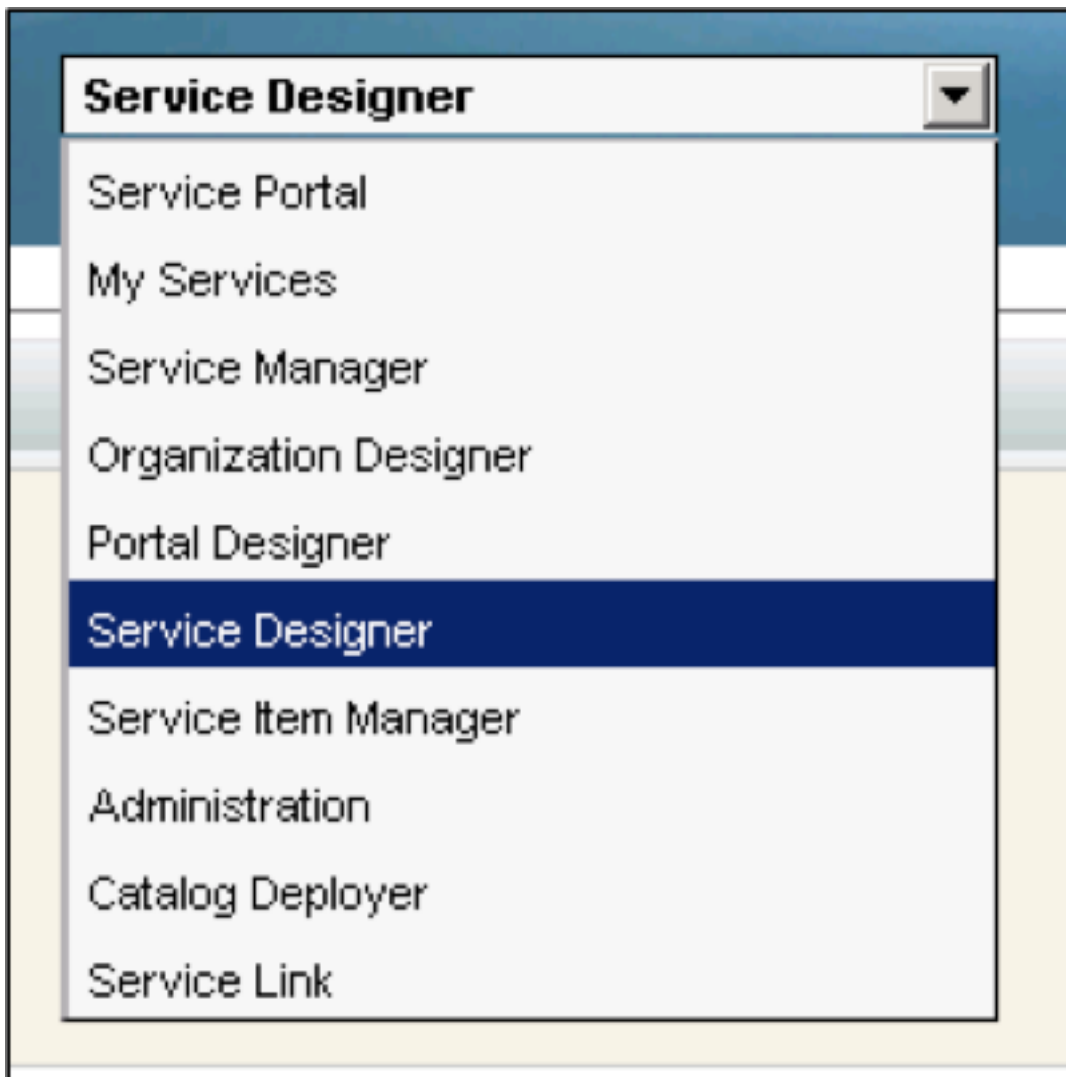 Service Designer
Service Portal
My Services
Service Manager
Organization Designer
Portal Designer
Service Designer
Service Item Manager
Administration
Catalog Deployer
Service Link